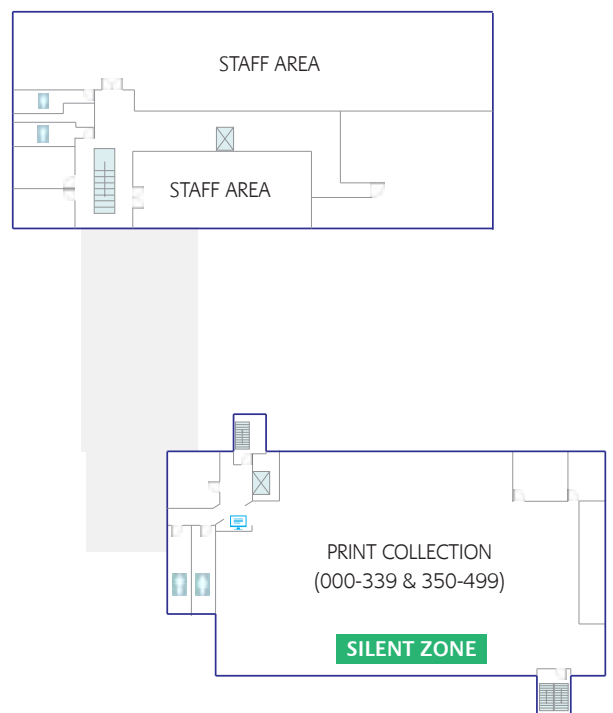 STAFF AREA
STAFF AREA
PRINT COLLECTION
(000-339 & 350-499)
SILENT ZONE